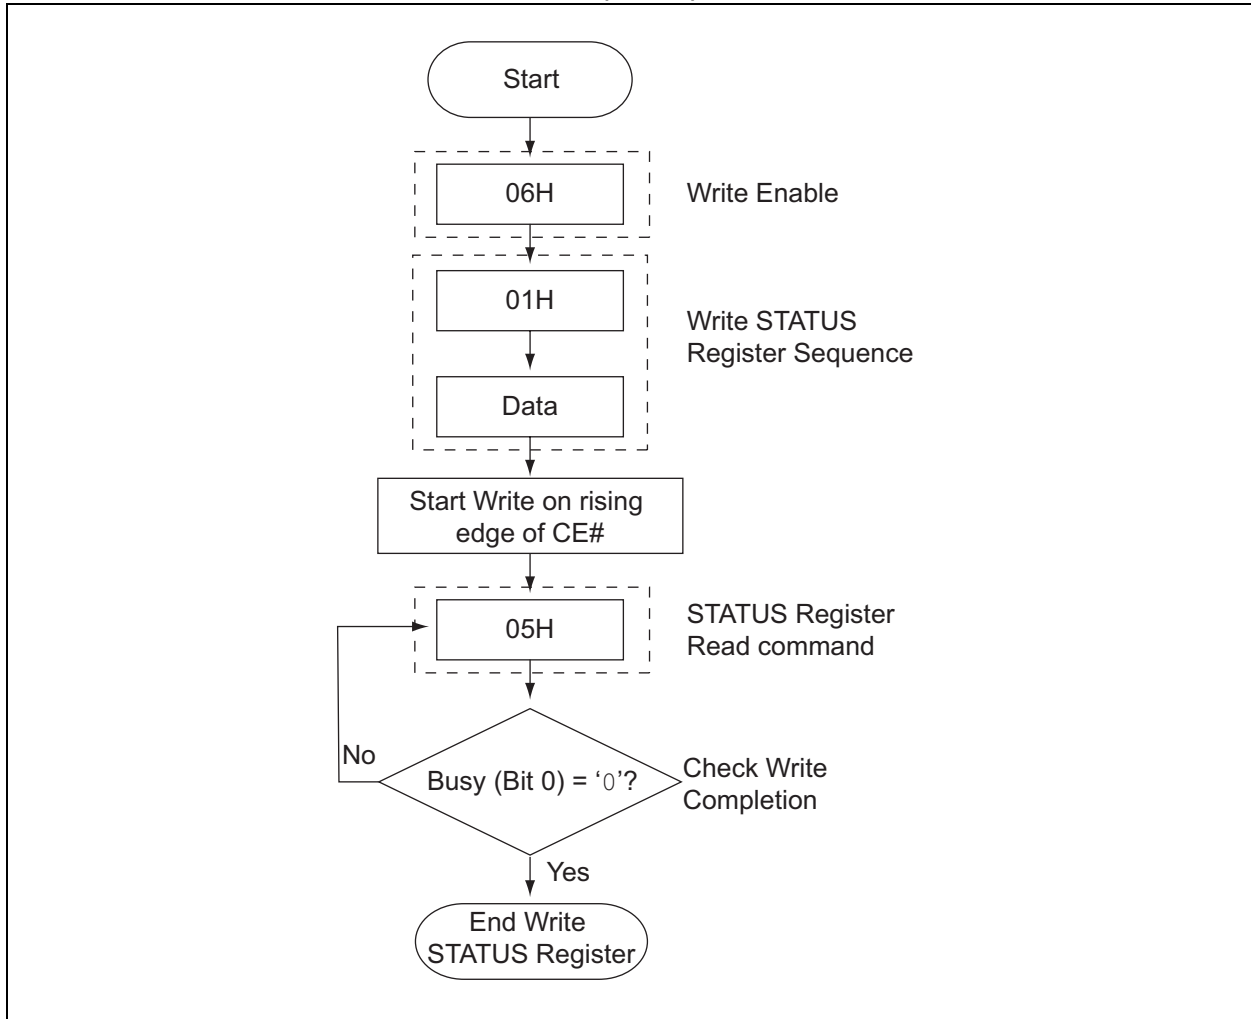 Start
06H
Write Enable
01H
Write STATUS
Register Sequence
Data
Start Write on rising
edge of CE#
05H
STATUS Register
Read command
No
Busy (Bit 0) = ‘0’?
Check Write
Completion
Yes
End Write
STATUS Register